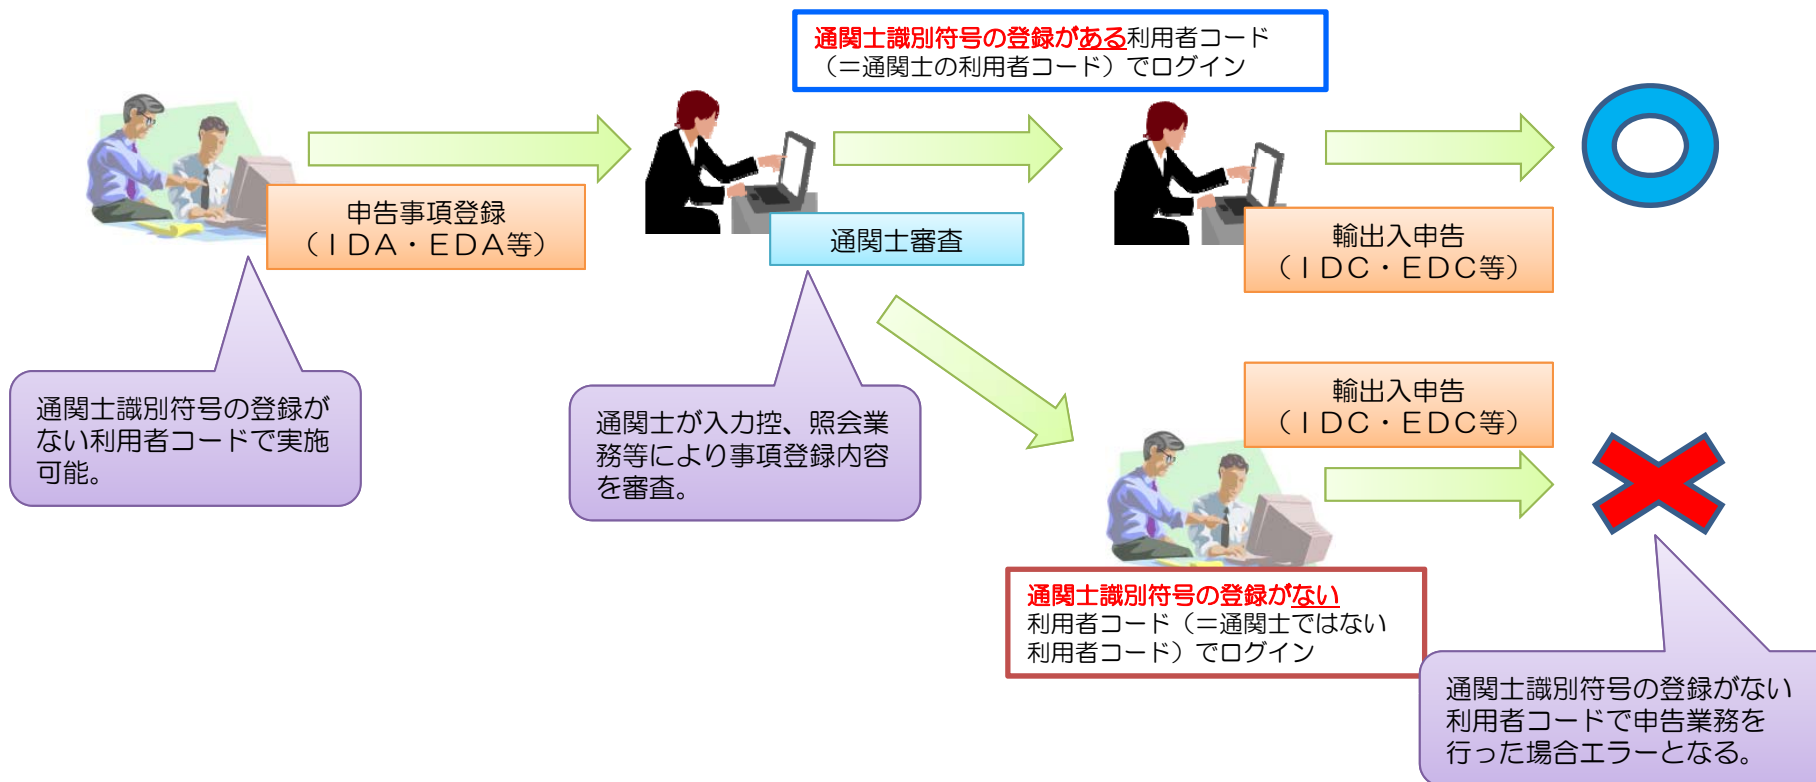 通関士識別符号の登録がある利用者コード
（＝通関士の利用者コード）でログイン
申告事項登録
（ＩＤＡ・ＥＤＡ等）
通関士審査
輸出入申告
（ＩＤＣ・ＥＤＣ等）
通関士識別符号の登録が
ない利用者コードで実施
可能。
通関士が入力控、照会業
務等により事項登録内容
を審査。
輸出入申告
（ＩＤＣ・ＥＤＣ等）
通関士識別符号の登録がない
利用者コード（＝通関士ではない
利用者コード）でログイン
通関士識別符号の登録がない
利用者コードで申告業務を
行った場合エラーとなる。